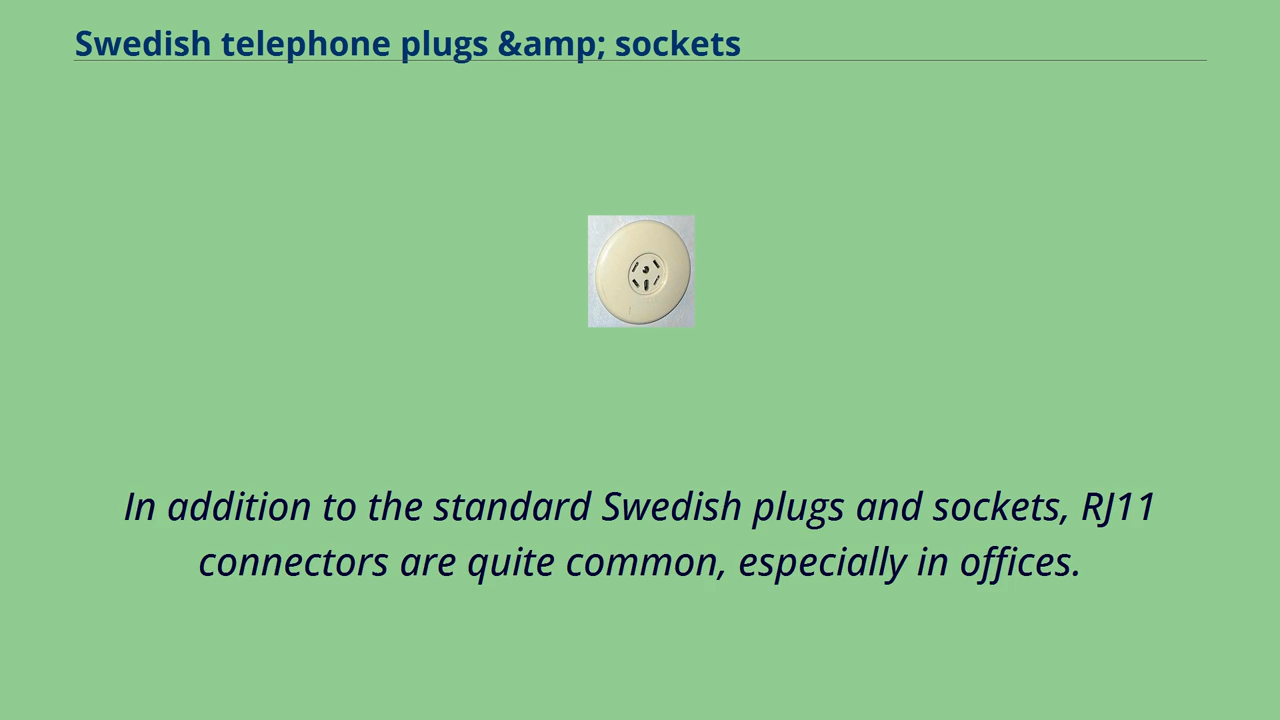 Swedish telephone plugs &amp; sockets
In addition to the standard Swedish plugs and sockets, RJ11
connectors are quite common, especially in offices.